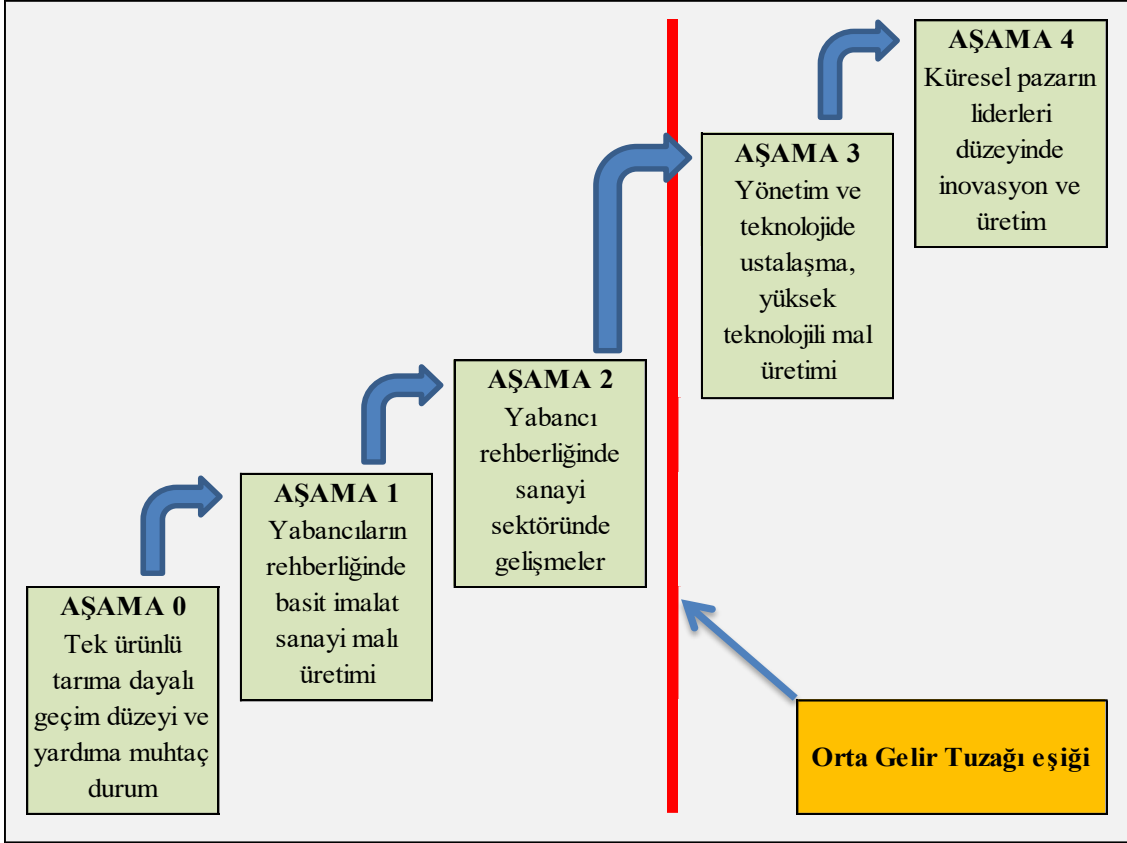 AŞAMA 0
Tek ürünlü
tarıma dayalı
geçim düzeyi ve
yardıma muhtaç
durum
AŞAMA 1
Yabancıların
rehberliğinde
basit imalat
sanayi malı
üretimi
AŞAMA 2
Yabancı
rehberliğinde
sanayi
sektöründe
gelişmeler
AŞAMA 3
Yönetim ve
teknolojide
ustalaşma,
yüksek
teknolojili mal
üretimi
AŞAMA 4
Küresel pazarın
liderleri
düzeyinde
inovasyon ve
üretim
Orta Gelir Tuzağı eşiği